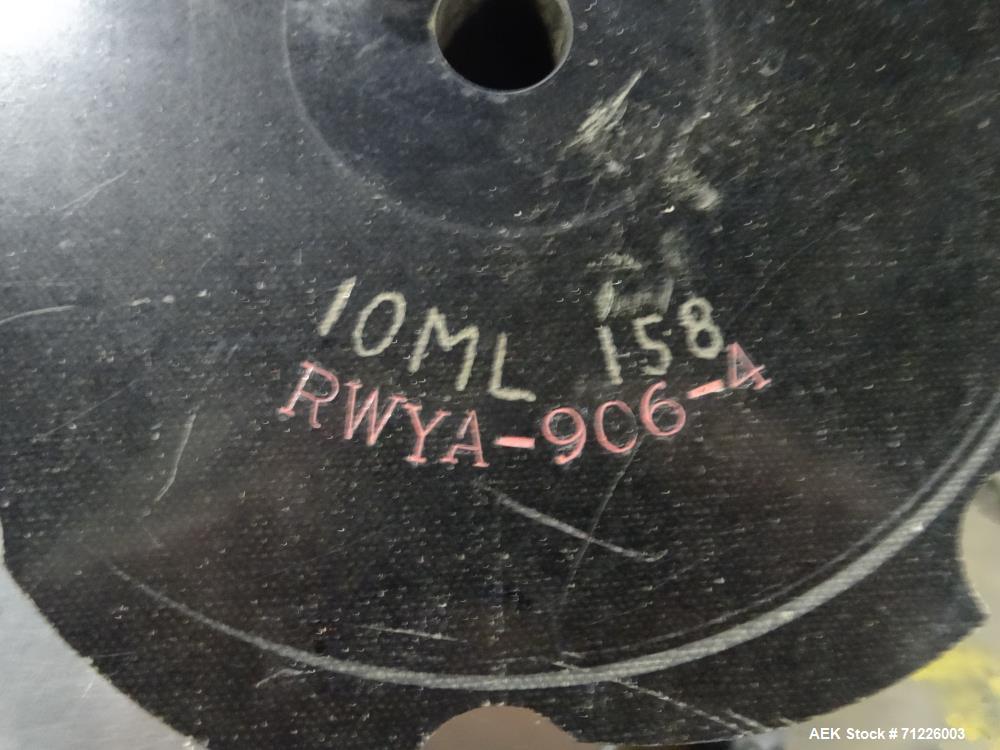 10ML 158
RWYA-906-4
AEK Stock # 71226003